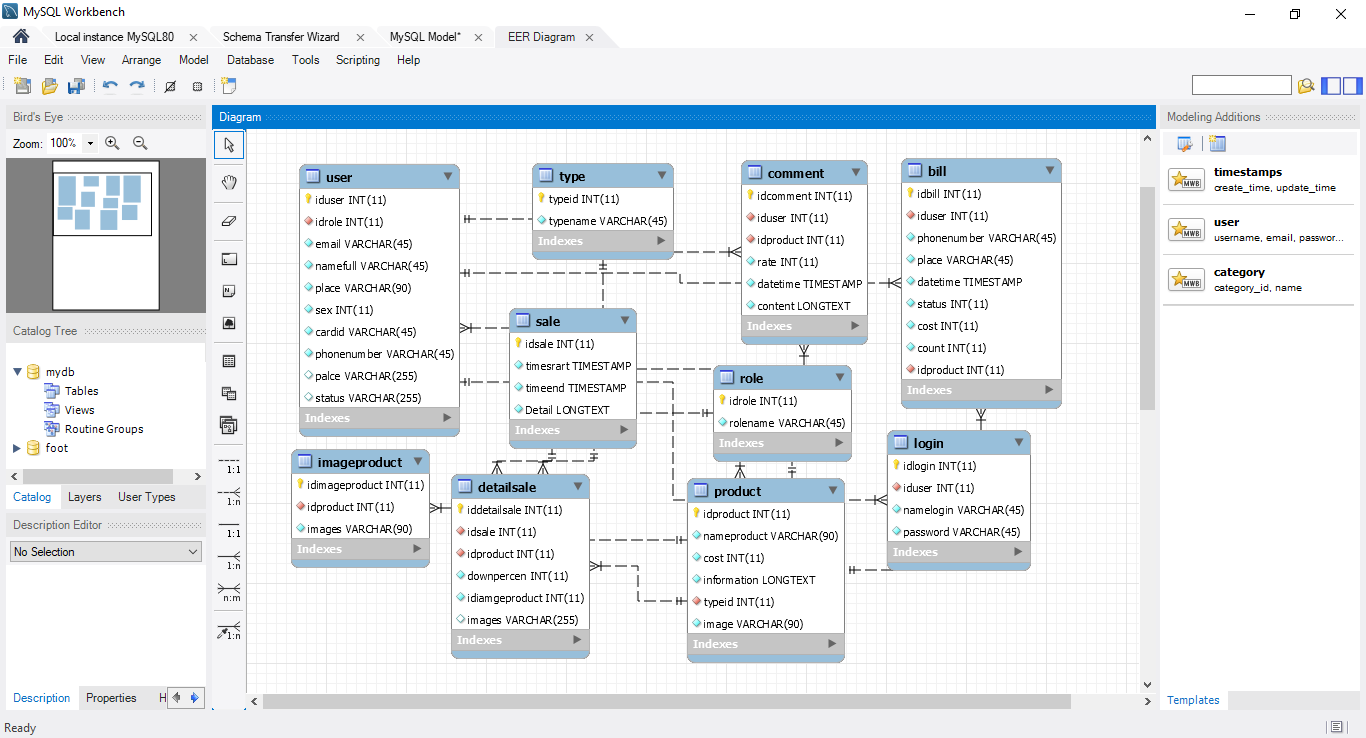 MySQL Workbench
Local instance MySQL80
Schema Transfer Wizard
MySQL Model*
EER Diagram
File Edit View Arrange Model Database Tools Scripting Help
Bird's Eye
Zoom: 100%
Catalog Tree
mydb
Tables
Views
Routine Groups
foot
Catalog Layers User Types
Description Editor
No Selection
Description Properties H
Ready
Diagram
1:1
1:n
1:1
1:n
n:m
1:n
user
iduser INT(11)
idrole INT(11)
email VARCHAR(45)
namefull VARCHAR(45)
place VARCHAR(90)
sex INT(11)
cardid VARCHAR(45)
phonenumber VARCHAR(45)
palce VARCHAR(255)
status VARCHAR(255)
Indexes
type
typeid INT(11)
typename VARCHAR(45)
Indexes
comment
idcomment INT(11)
iduser INT(11)
idproduct INT(11)
rate INT(11)
datetime TIMESTAMP
content LONGTEXT
Indexes
bill
idbill INT(11)
iduser INT(11)
phonenumber VARCHAR(45)
place VARCHAR(45)
datetime TIMESTAMP
status INT(11)
cost INT(11)
count INT(11)
idproduct INT(11)
Indexes
sale
idsale INT(11)
timesrart TIMESTAMP
timeend TIMESTAMP
Detail LONGTEXT
Indexes
role
idrole INT(11)
rolename VARCHAR(45)
Indexes
login
idlogin INT(11)
iduser INT(11)
namelogin VARCHAR(45)
password VARCHAR(45)
Indexes
imageproduct
idimageproduct INT(11)
idproduct INT(11)
images VARCHAR(90)
Indexes
detailsale
iddetailsale INT(11)
idsale INT(11)
idproduct INT(11)
downpercen INT(11)
idiamgeproduct INT(11)
images VARCHAR(255)
Indexes
product
idproduct INT(11)
nameproduct VARCHAR(90)
cost INT(11)
information LONGTEXT
typeid INT(11)
image VARCHAR(90)
Indexes
Modeling Additions
MWB
timestamps
create_time, update_time
MWB
user
username, email, passwor...
MWB
category
category_id, name
Templates